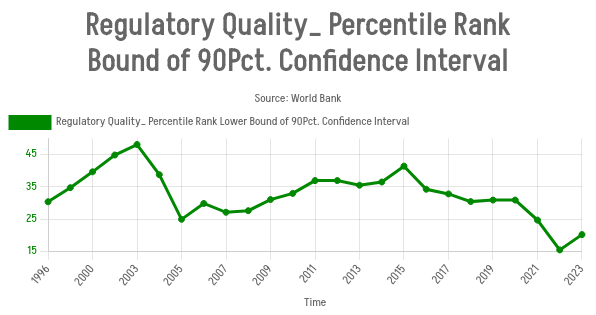 Regulatory Quality_ Percentile Rank
Bound of 90Pct. Confidence Interval
Source: World Bank
Regulatory Quality_ Percentile Rank Lower Bound of 90Pct. Confidence Interval
45
35
25
15
1996 2000 2003 2005 2007 2009 2011 2013 2015 2017 2019 2021 2023
Time